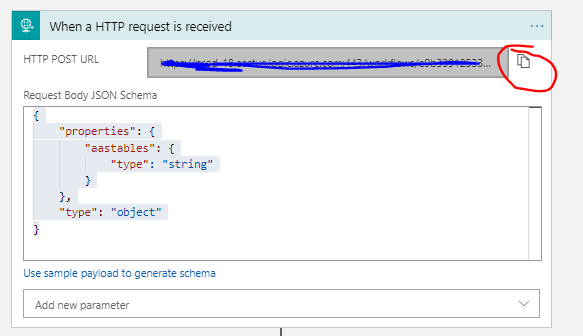 When a HTTP request is received
HTTP POST URL
Request Body JSON Schema
{
"properties": {
"aastables": {
"type": "string"
}
},
"type": "object"
}
Use sample payload to generate schema
Add new parameter